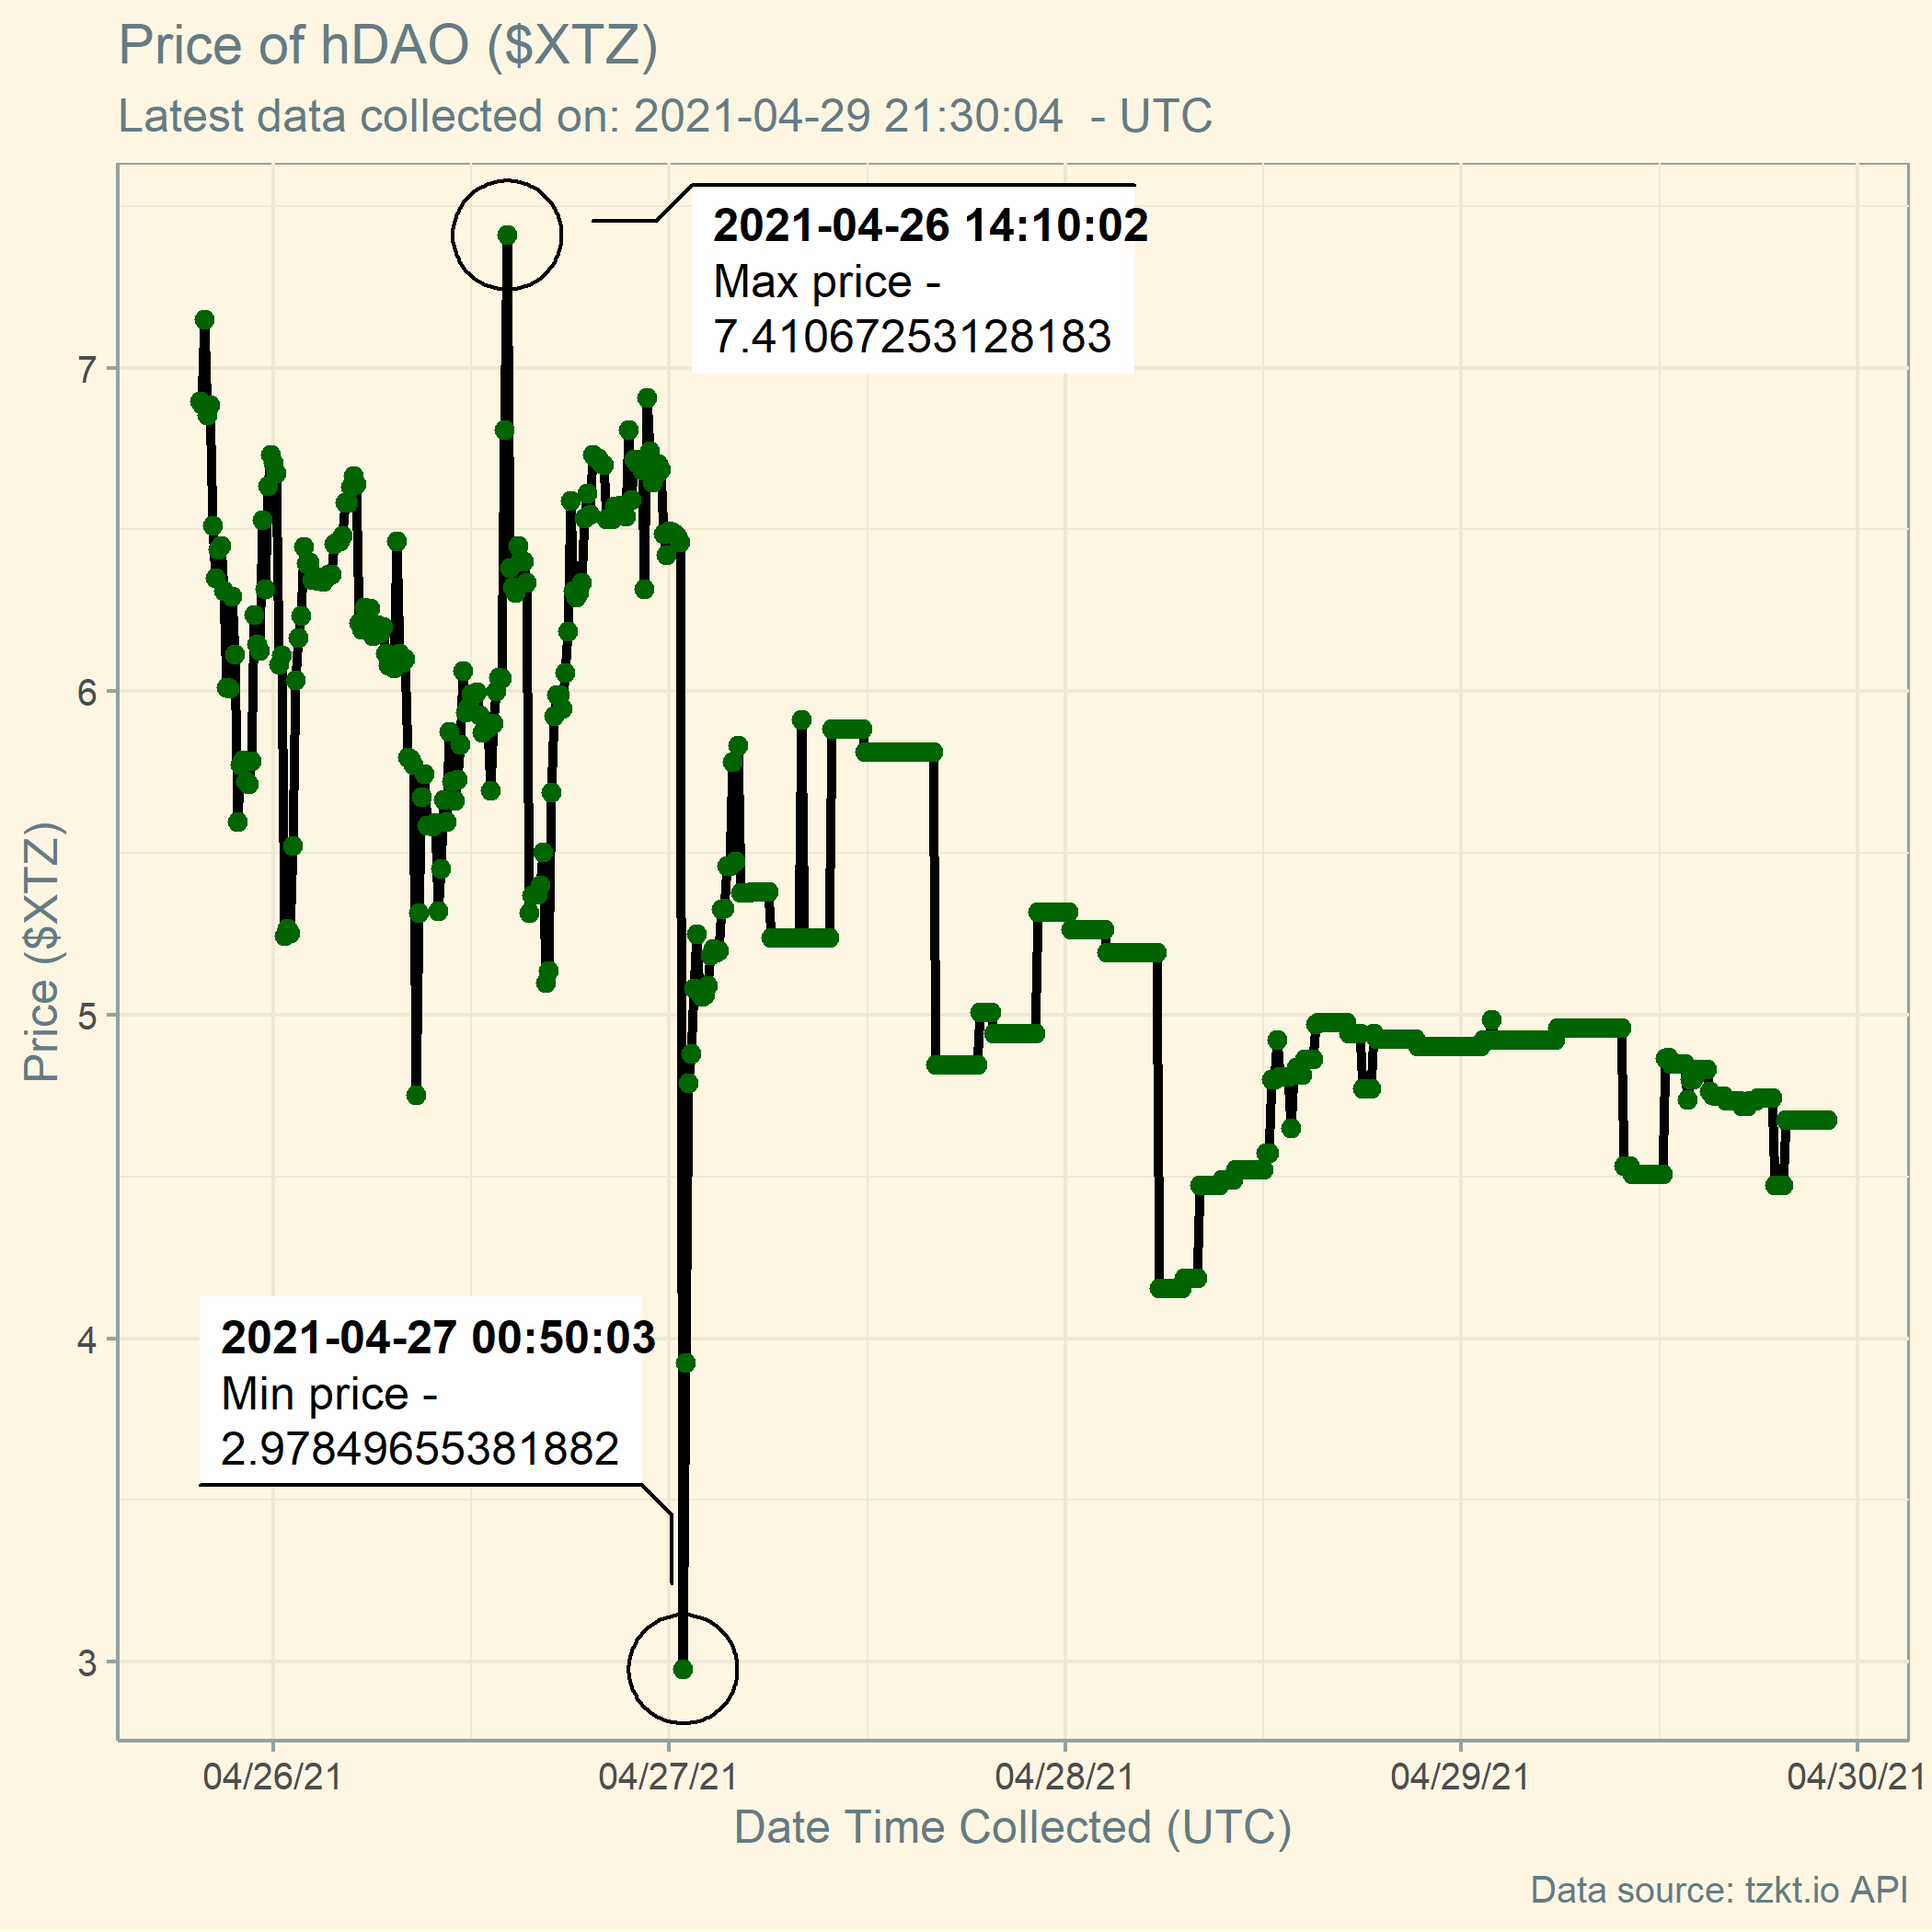 Price of hDAO ($XTZ)
Latest data collected on: 2021-04-29 21:30:04  - UTC
2021-04-26 14:10:02
Max price -
7.41067253128183
7
6
5
4
3
Price ($XTZ)
2021-04-27 00:50:03
Min price -
2.97849655381882
04/26/21
04/27/21
04/28/21
04/29/21
04/30/21
Date Time Collected (UTC)
Data source: tzkt.io API